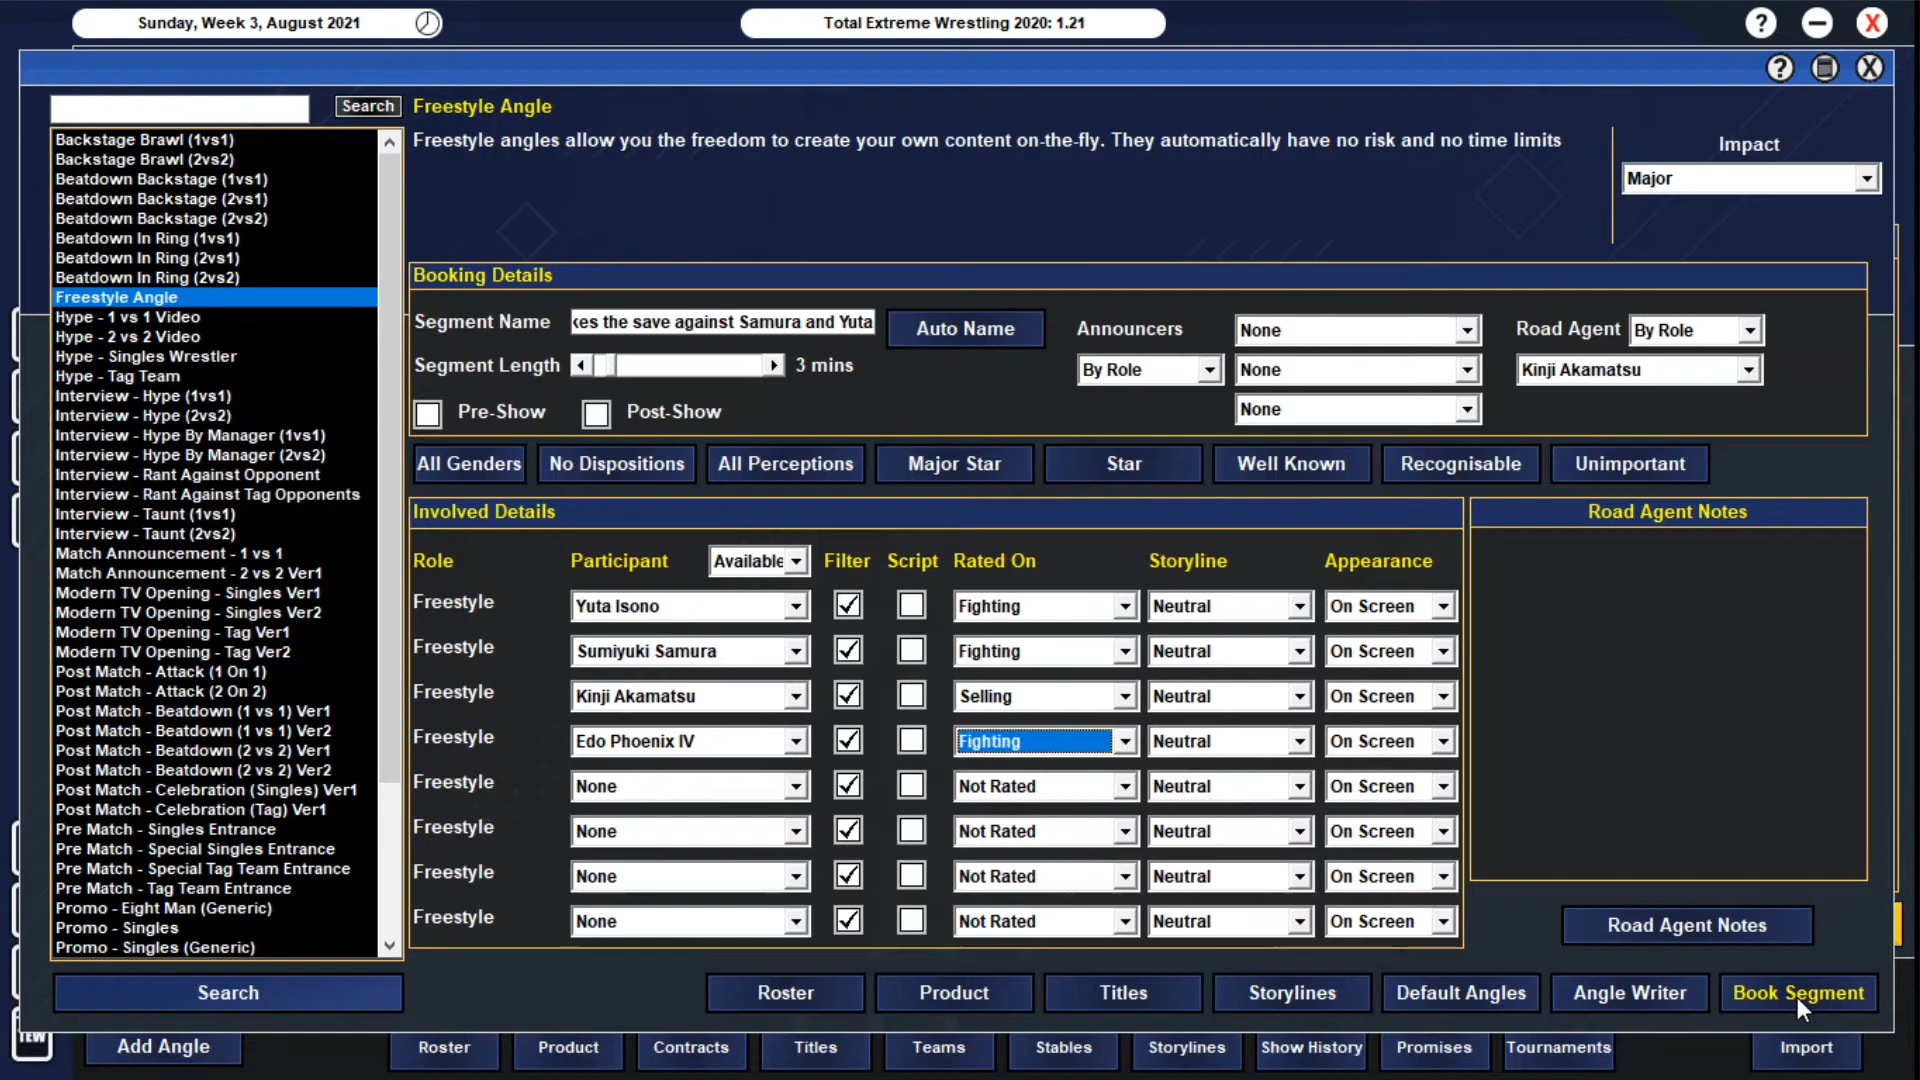 Sunday, Week 3, August 2021
Total Extreme Wrestling 2020: 1.21
? X
? X
Search
Backstage Brawl (1vs1)
Backstage Brawl (2vs2)
Beatdown Backstage (1vs1)
Beatdown Backstage (2vs1)
Beatdown Backstage (2vs2)
Beatdown In Ring (1vs1)
Beatdown In Ring (2vs1)
Beatdown In Ring (2vs2)
Freestyle Angle
Hype - 1 vs 1 Video
Hype - 2 vs 2 Video
Hype - Singles Wrestler
Hype - Tag Team
Interview - Hype (1vs1)
Interview - Hype (2vs2)
Interview - Hype By Manager (1vs1)
Interview - Hype By Manager (2vs2)
Interview - Rant Against Opponent
Interview - Rant Against Tag Opponents
Interview - Taunt (1vs1)
Interview - Taunt (2vs2)
Match Announcement - 1 vs 1
Match Announcement - 2 vs 2 Ver1
Modern TV Opening - Singles Ver1
Modern TV Opening - Singles Ver2
Modern TV Opening - Tag Ver1
Modern TV Opening - Tag Ver2
Post Match - Attack (1 On 1)
Post Match - Attack (2 On 2)
Post Match - Beatdown (1 vs 1) Ver1
Post Match - Beatdown (1 vs 1) Ver2
Post Match - Beatdown (2 vs 2) Ver1
Post Match - Beatdown (2 vs 2) Ver2
Post Match - Celebration (Singles) Ver1
Post Match - Celebration (Tag) Ver1
Pre Match - Singles Entrance
Pre Match - Special Singles Entrance
Pre Match - Special Tag Team Entrance
Pre Match - Tag Team Entrance
Promo - Eight Man (Generic)
Promo - Singles
Promo - Singles (Generic)
Search
Freestyle Angle
Freestyle angles allow you the freedom to create your own content on-the-fly. They automatically have no risk and no time limits
Impact
Major
Booking Details
Segment Name kes the save against Samura and Yuta Auto Name Announcers None Road Agent By Role
Segment Length 3 mins By Role None Kinji Akamatsu
Pre-Show Post-Show None
All Genders No Dispositions All Perceptions Major Star Star Well Known Recognisable Unimportant
Involved Details
Road Agent Notes
Role Participant Available Filter Script Rated On Storyline Appearance
Freestyle Yuta Isono Fighting Neutral On Screen
Freestyle Sumiyuki Samura Fighting Neutral On Screen
Freestyle Kinji Akamatsu Selling Neutral On Screen
Freestyle Edo Phoenix IV Fighting Neutral On Screen
Freestyle None Not Rated Neutral On Screen
Freestyle None Not Rated Neutral On Screen
Freestyle None Not Rated Neutral On Screen
Freestyle None Not Rated Neutral On Screen
Road Agent Notes
Roster Product Titles Storylines Default Angles Angle Writer Book Segment
TEW
Add Angle Roster Product Contracts Titles Teams Stables Storylines Show History Promises Tournaments Import